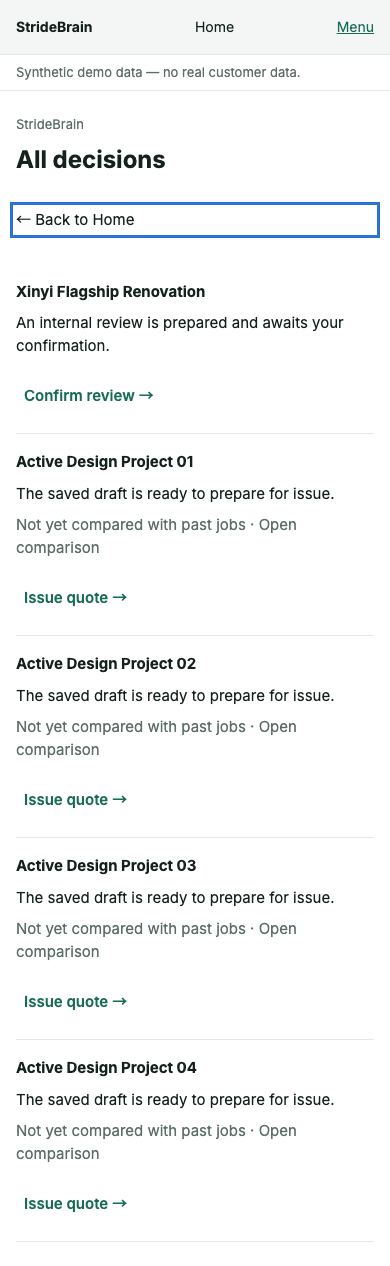 StrideBrain
Home
Menu
Synthetic demo data — no real customer data.
StrideBrain
All decisions
← Back to Home
Xinyi Flagship Renovation
An internal review is prepared and awaits your
confirmation.
Confirm review →
Active Design Project 01
The saved draft is ready to prepare for issue.
Not yet compared with past jobs · Open
comparison
Issue quote →
Active Design Project 02
The saved draft is ready to prepare for issue.
Not yet compared with past jobs · Open
comparison
Issue quote →
Active Design Project 03
The saved draft is ready to prepare for issue.
Not yet compared with past jobs · Open
comparison
Issue quote →
Active Design Project 04
The saved draft is ready to prepare for issue.
Not yet compared with past jobs · Open
comparison
Issue quote →